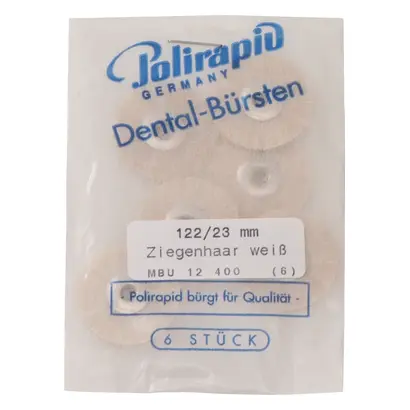 Polirapid
GERMANY
Dental-Bürsten
122/23 mm
Ziegenhaar weiß
MBU 12 400 (6)
- Polirapid bürgt für Qualität -
6 STÜCK